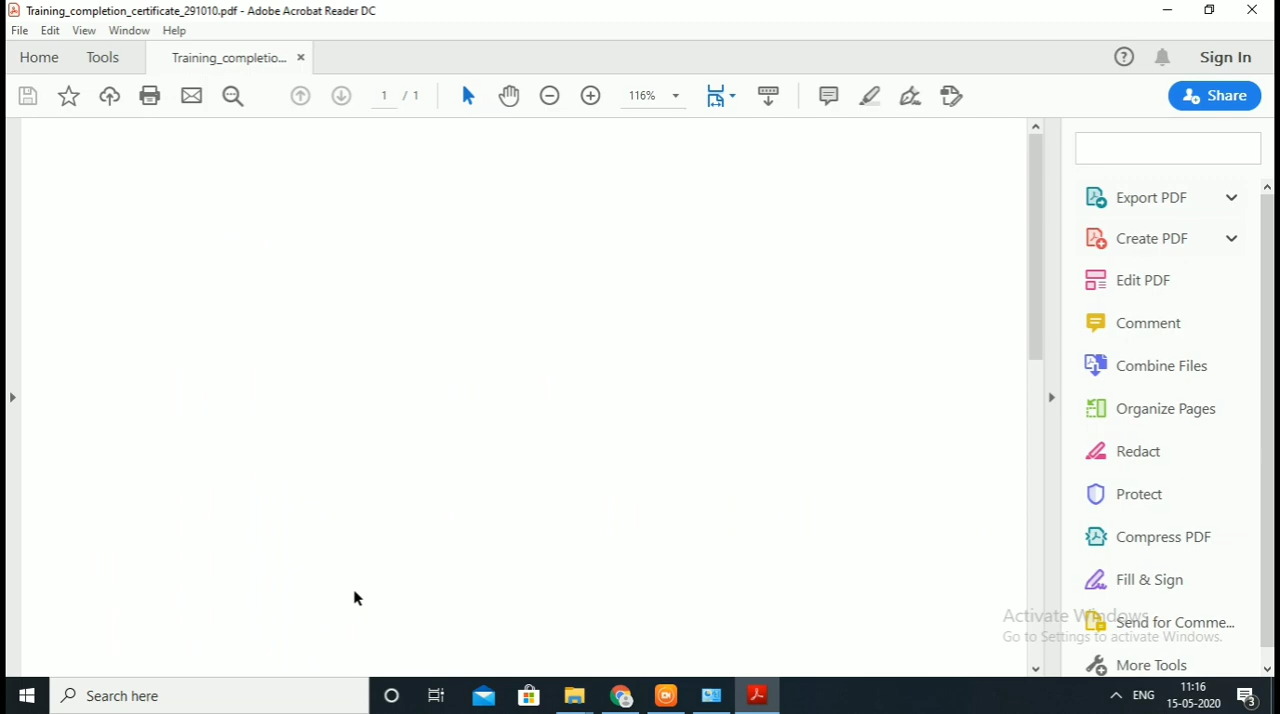 Training_completion_certificate_291010.pdf - Adobe Acrobat Reader DC
File Edit View Window Help
Home Tools Training_completio... × Sign In
1 / 1 116% Share
Export PDF
Create PDF
Edit PDF
Comment
Combine Files
Organize Pages
Redact
Protect
Compress PDF
Fill & Sign
Activate Windows
Send for Comme...
Go to Settings to activate Windows.
More Tools
Search here ENG 11:16
15-05-2020 3